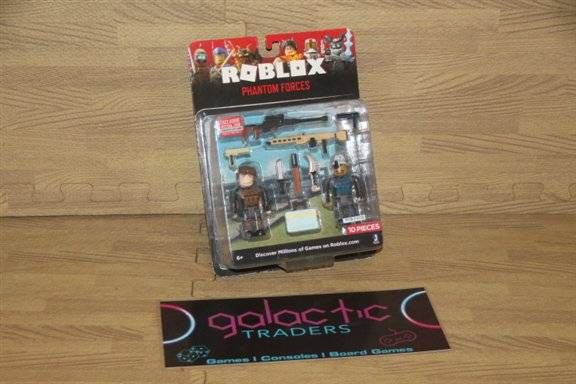 ROBLOX
PHANTOM FORCES
10 PIECES
6+
Discover Millions of Games on Roblox.com
galactic
TRADERS
Games | Consoles | Board Games